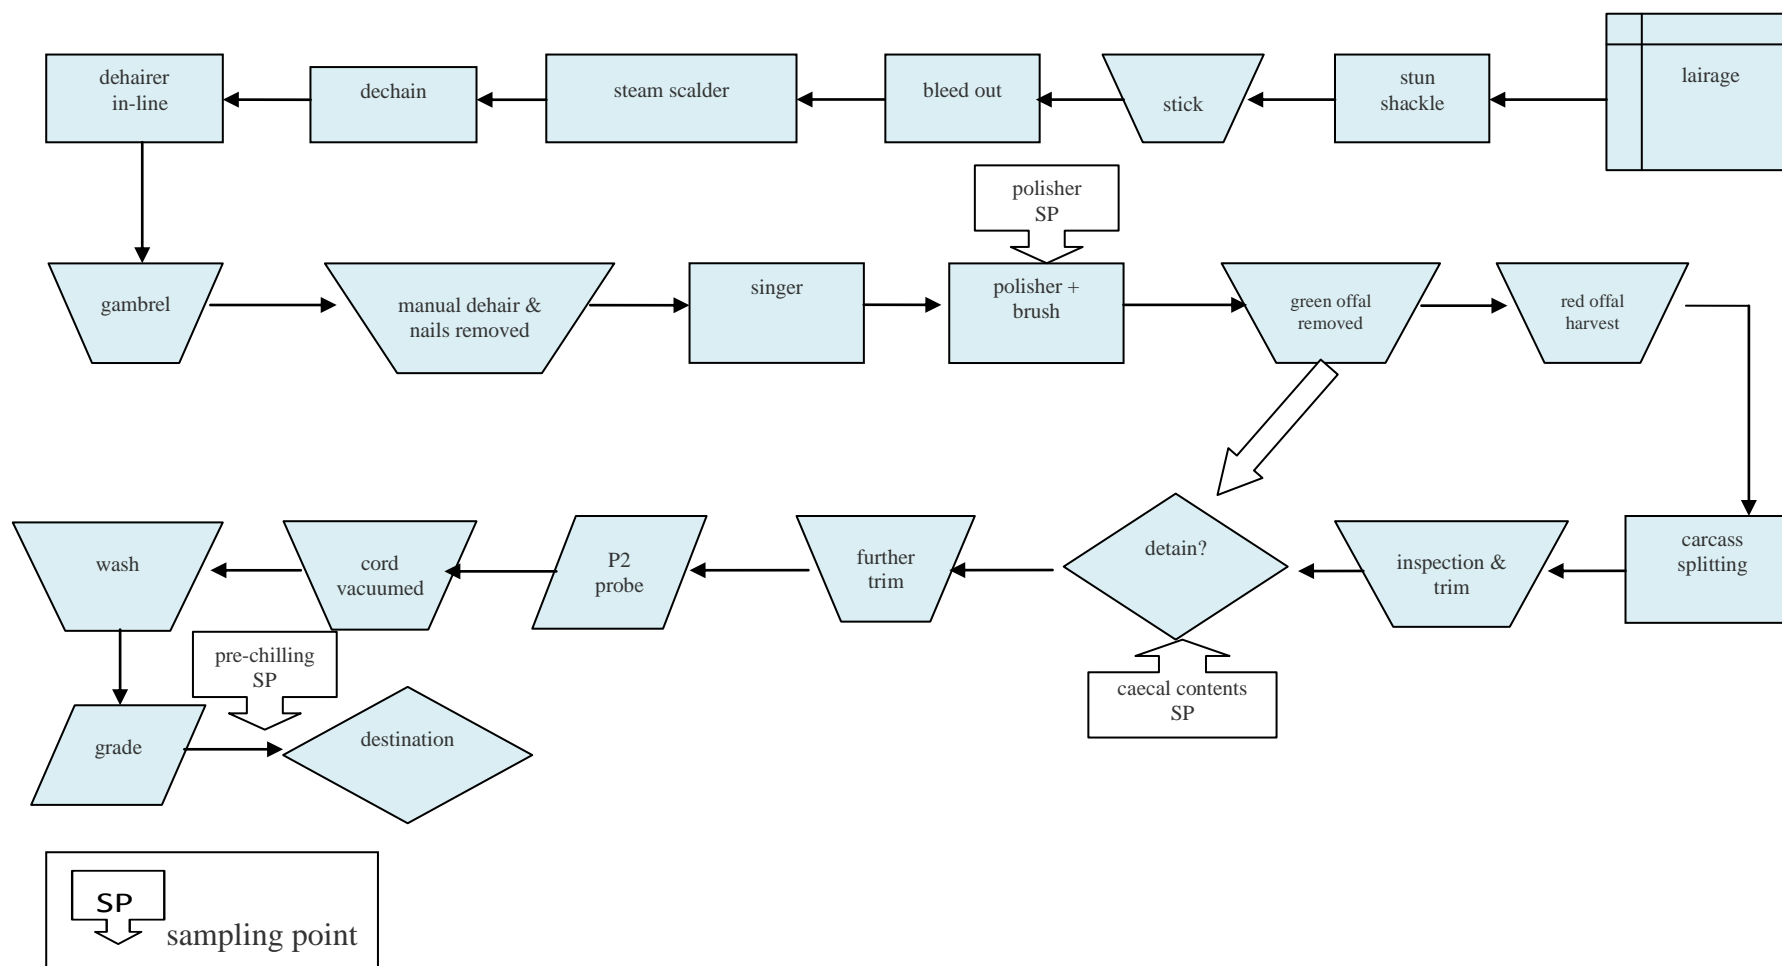 lairage
stun
shackle
stick
bleed out
steam scalder
dechain
dehairer
in-line
polisher
SP
gambrel
manual dehair &
nails removed
singer
polisher +
brush
green offal
removed
red offal
harvest
carcass
splitting
inspection &
trim
detain?
caecal contents
SP
further
trim
P2
probe
cord
vacuumed
wash
pre-chilling
SP
grade
destination
SP
sampling point